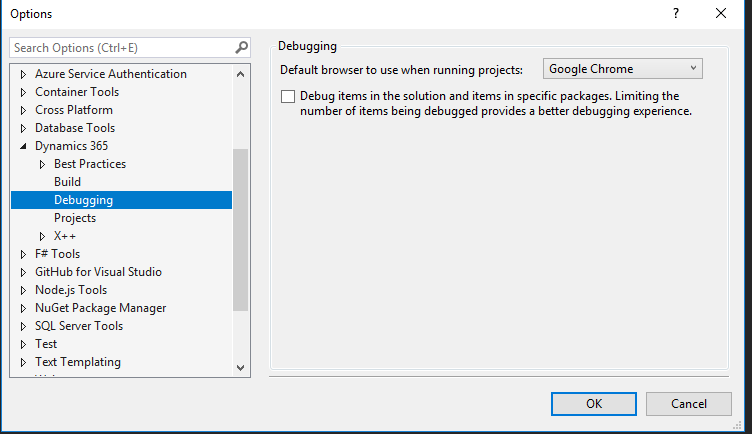 Options
?
Search Options (Ctrl+E)
Azure Service Authentication
Container Tools
Cross Platform
Database Tools
Dynamics 365
Best Practices
Build
Debugging
Projects
X++
F# Tools
GitHub for Visual Studio
Node.js Tools
NuGet Package Manager
SQL Server Tools
Test
Text Templating
Debugging
Default browser to use when running projects:
Google Chrome
Debug items in the solution and items in specific packages. Limiting the
number of items being debugged provides a better debugging experience.
OK
Cancel